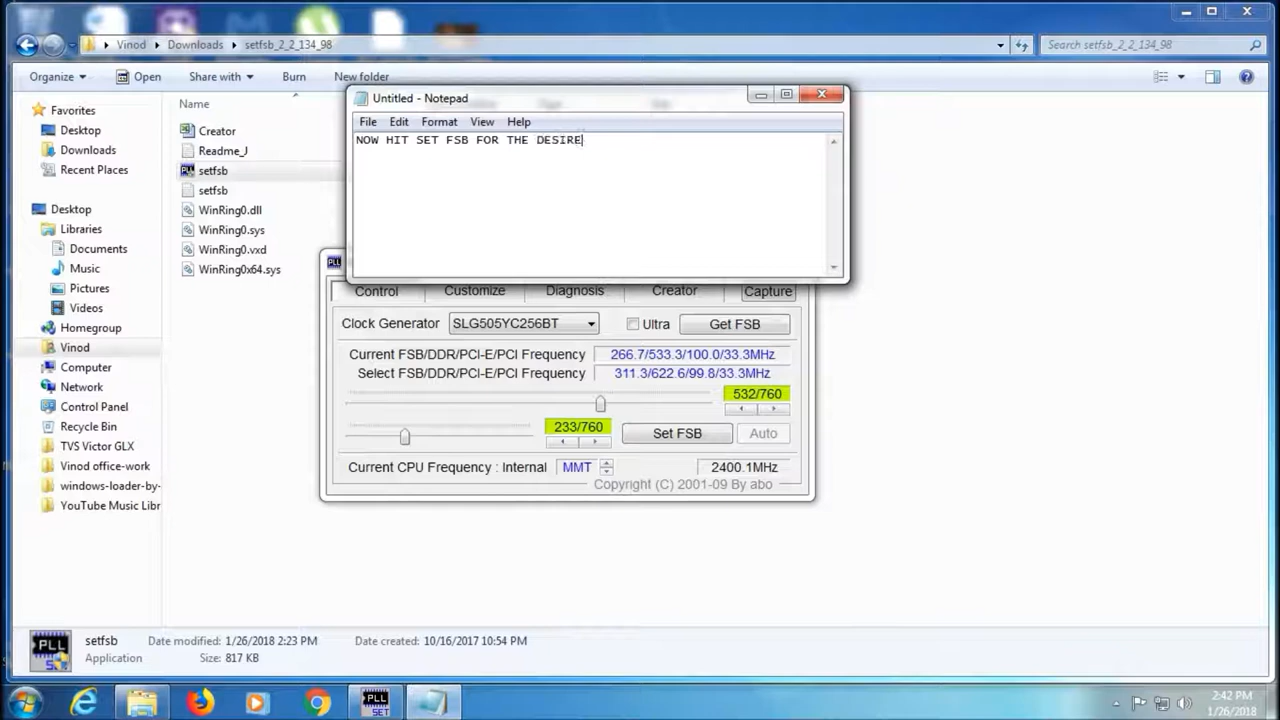 Vinod Downloads setfsb_2_2_134_98
Search setfsb_2_2_134_98
Organize Open Share with Burn New folder
Name
Favorites
Desktop
Downloads
Recent Places
Desktop
Libraries
Documents
Music
Pictures
Videos
Homegroup
Vinod
Computer
Network
Control Panel
Recycle Bin
TVS Victor GLX
Vinod office-work
windows-loader-by-
YouTube Music Libr
Creator
Readme_J
setfsb
setfsb
WinRing0.dll
WinRing0.sys
WinRing0.vxd
WinRing0x64.sys
Untitled - Notepad
File Edit Format View Help
NOW HIT SET FSB FOR THE DESIRE
Control Customize Diagnosis Creator Capture
Clock Generator SLG505YC256BT Ultra Get FSB
Current FSB/DDR/PCI-E/PCI Frequency 266.7/533.3/100.0/33.3MHz
Select FSB/DDR/PCI-E/PCI Frequency 311.3/622.6/99.8/33.3MHz
532/760
233/760 Set FSB Auto
Current CPU Frequency : Internal MMT 2400.1MHz
Copyright (C) 2001-09 By abo
setfsb Date modified: 1/26/2018 2:23 PM Date created: 10/16/2017 10:54 PM
Application Size: 817 KB
PLL
PLL
SET
2:42 PM
1/26/2018